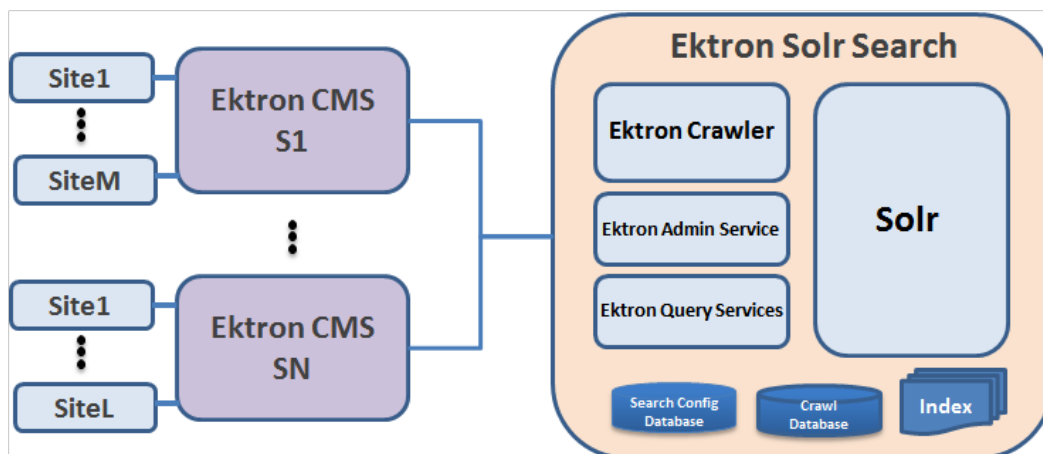 Site1
SiteM
Ektron CMS
S1
Site1
SiteL
Ektron CMS
SN
Ektron Solr Search
Ektron Crawler
Ektron Admin Service
Ektron Query Services
Solr
Search Config
Database
Crawl
Database
Index